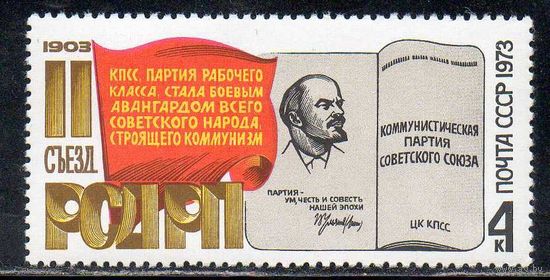 1903
II
СЪЕЗД
РСДРП
КПСС, ПАРТИЯ РАБОЧЕГО
КЛАССА, СТАЛА БОЕВЫМ
АВАНГАРДОМ ВСЕГО
СОВЕТСКОГО НАРОДА,
СТРОЯЩЕГО КОММУНИЗМ
ПАРТИЯ -
УМ, ЧЕСТЬ И СОВЕСТЬ
НАШЕЙ ЭПОХИ
КОММУНИСТИЧЕСКАЯ
ПАРТИЯ
СОВЕТСКОГО СОЮЗА
ЦК КПСС
ПОЧТА СССР 1973
4 К